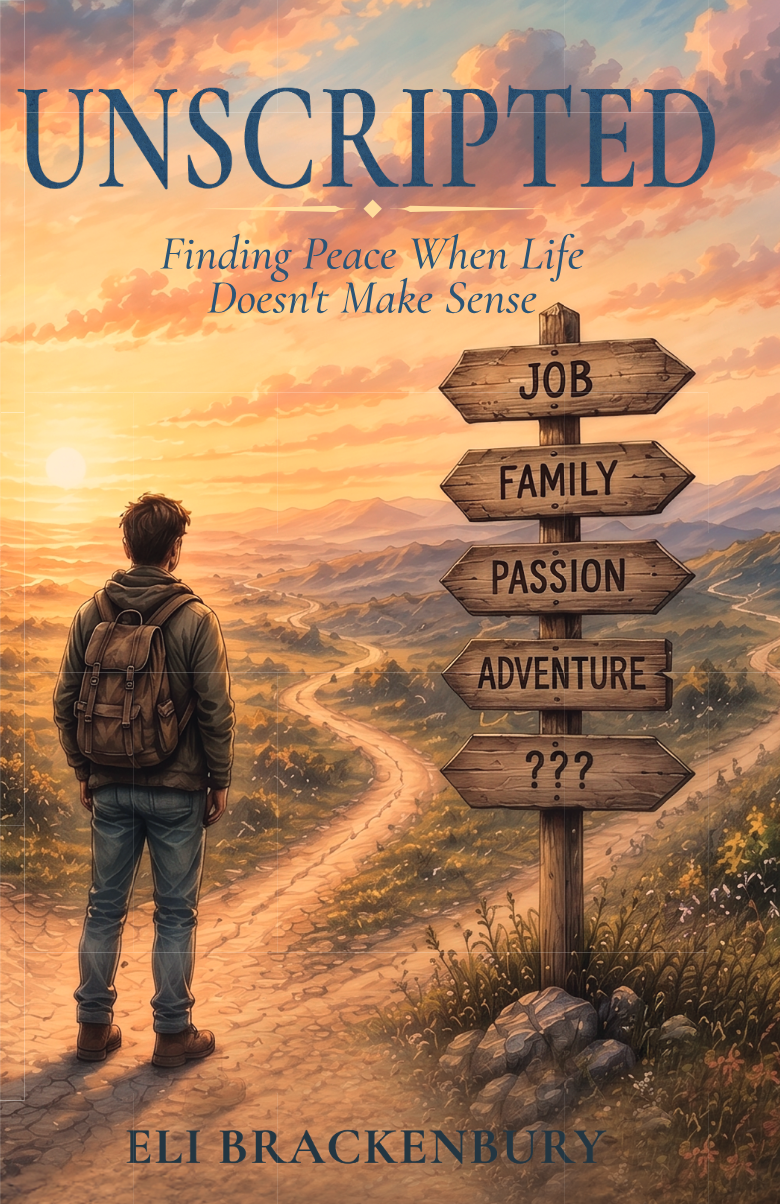 UNSCRIPTED
Finding Peace When Life
Doesn't Make Sense
JOB
FAMILY
PASSION
ADVENTURE
???
ELI BRACKENBURY